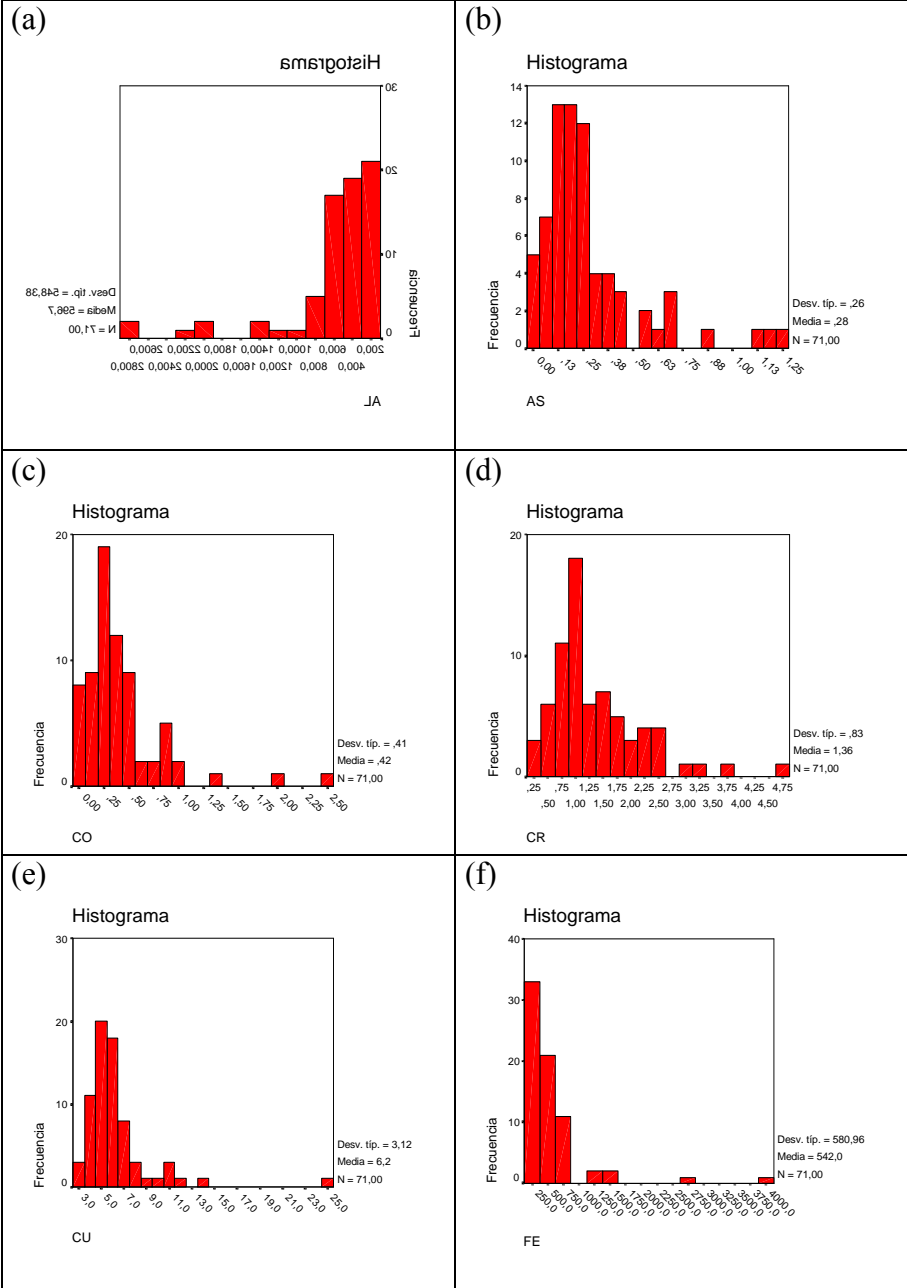 (a)
Histograma
30
20
10
0
Frecuencia
Desv. típ. = 548,38
Media = 596,7
N = 71,00
200,0 600,0 1000,0 1400,0 1800,0 2200,0 2600,0
400,0 800,0 1200,0 1600,0 2000,0 2400,0 2800,0
AL
(b)
Histograma
14
12
10
8
6
4
2
0
Frecuencia
Desv. típ. = ,26
Media = ,28
N = 71,00
0,00 ,13 ,25 ,38 ,50 ,63 ,75 ,88 1,00 1,13 1,25
AS
(c)
Histograma
20
10
0
Frecuencia
Desv. típ. = ,41
Media = ,42
N = 71,00
0,00 ,25 ,50 ,75 1,00 1,25 1,50 1,75 2,00 2,25 2,50
CO
(d)
Histograma
20
10
0
Frecuencia
Desv. típ. = ,83
Media = 1,36
N = 71,00
,25 ,75 1,25 1,75 2,25 2,75 3,25 3,75 4,25 4,75
,50 1,00 1,50 2,00 2,50 3,00 3,50 4,00 4,50
CR
(e)
Histograma
30
20
10
0
Frecuencia
Desv. típ. = 3,12
Media = 6,2
N = 71,00
3,0 5,0 7,0 9,0 11,0 13,0 15,0 17,0 19,0 21,0 23,0 25,0
CU
(f)
Histograma
40
30
20
10
0
Frecuencia
Desv. típ. = 580,96
Media = 542,0
N = 71,00
250,0 500,0 750,0 1000,0 1250,0 1500,0 1750,0 2000,0 2250,0 2500,0 2750,0 3000,0 3250,0 3500,0 3750,0 4000,0
FE